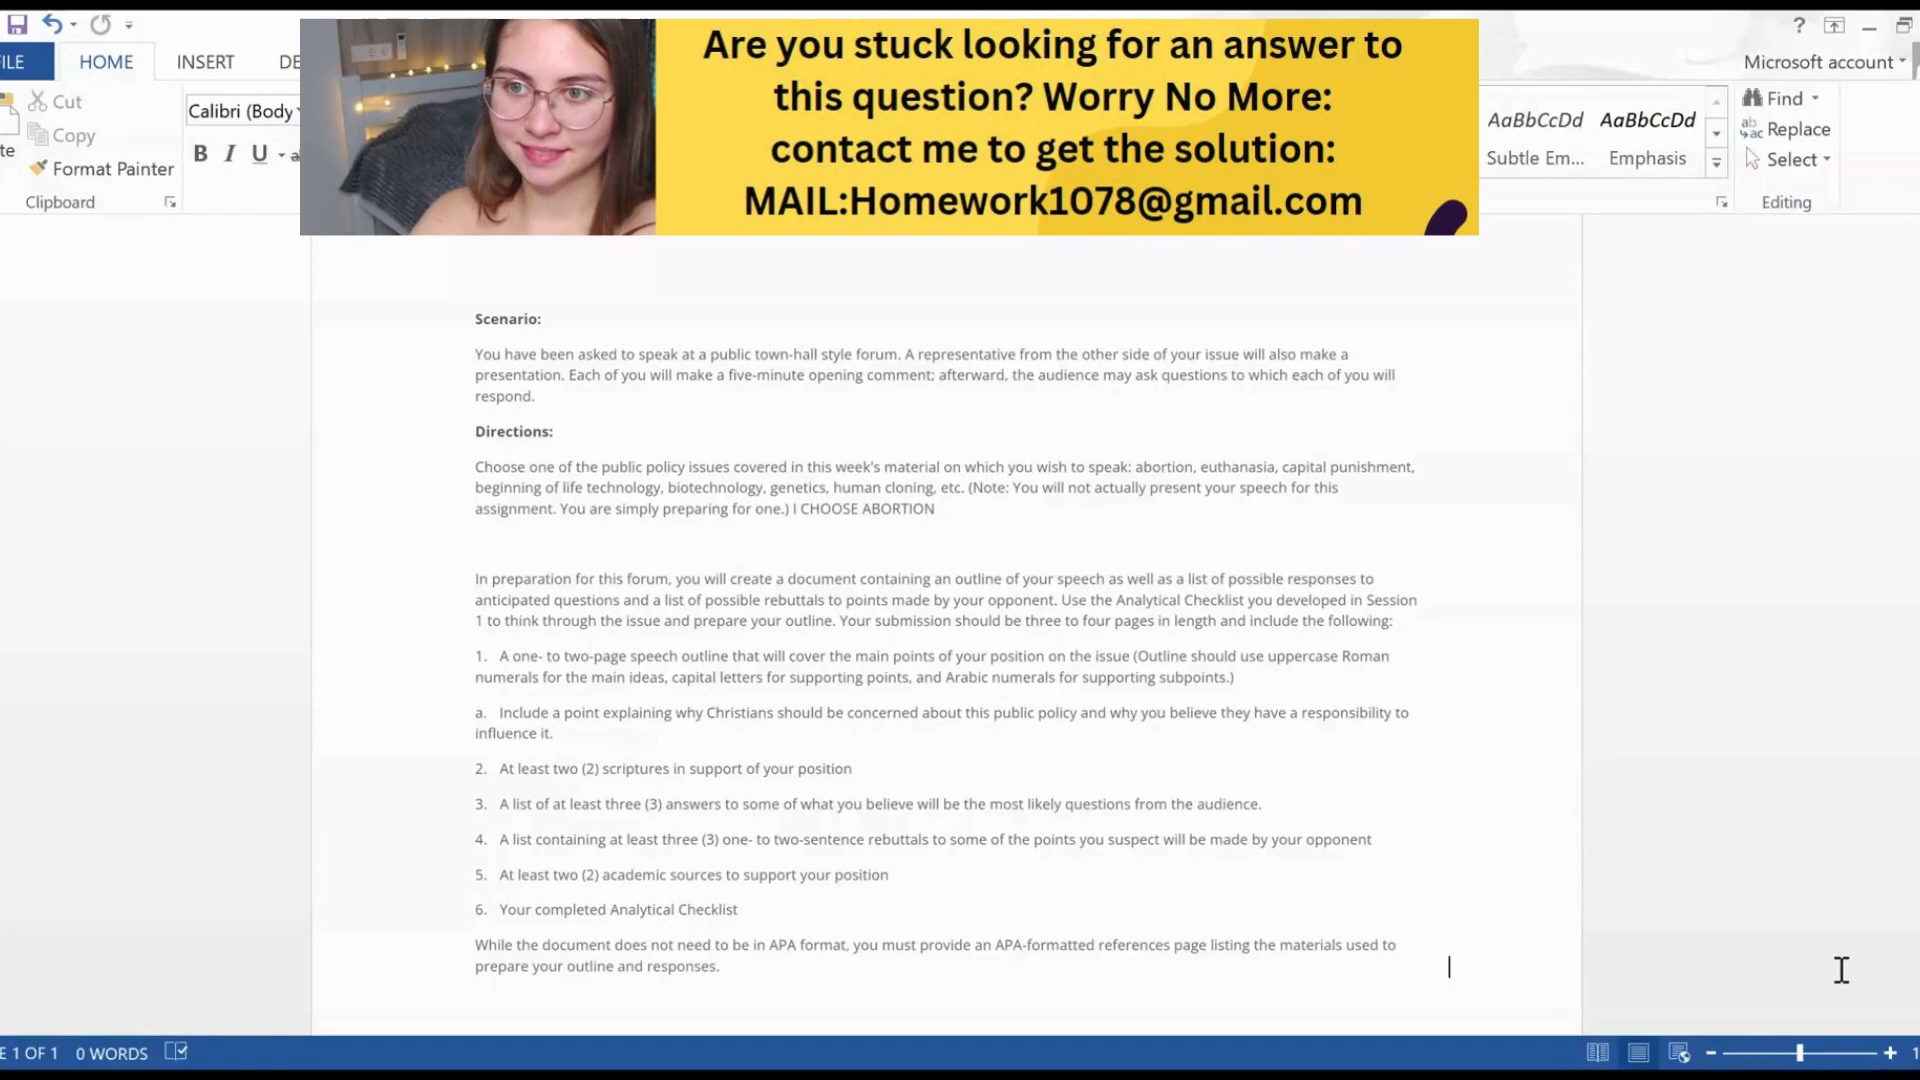 ?
FILE
HOME
INSERT
DE
Microsoft account
Cut
Copy
Format Painter
Clipboard
Calibri (Body
B I U
Are you stuck looking for an answer to
this question? Worry No More:
contact me to get the solution:
MAIL:Homework1078@gmail.com
AaBbCcDd AaBbCcDd
Subtle Em... Emphasis
Find
Replace
Select
Editing
Scenario:
You have been asked to speak at a public town-hall style forum. A representative from the other side of your issue will also make a
presentation. Each of you will make a five-minute opening comment; afterward, the audience may ask questions to which each of you will
respond.
Directions:
Choose one of the public policy issues covered in this week's material on which you wish to speak: abortion, euthanasia, capital punishment,
beginning of life technology, biotechnology, genetics, human cloning, etc. (Note: You will not actually present your speech for this
assignment. You are simply preparing for one.) I CHOOSE ABORTION
In preparation for this forum, you will create a document containing an outline of your speech as well as a list of possible responses to
anticipated questions and a list of possible rebuttals to points made by your opponent. Use the Analytical Checklist you developed in Session
1 to think through the issue and prepare your outline. Your submission should be three to four pages in length and include the following:
1. A one- to two-page speech outline that will cover the main points of your position on the issue (Outline should use uppercase Roman
numerals for the main ideas, capital letters for supporting points, and Arabic numerals for supporting subpoints.)
a. Include a point explaining why Christians should be concerned about this public policy and why you believe they have a responsibility to
influence it.
2. At least two (2) scriptures in support of your position
3. A list of at least three (3) answers to some of what you believe will be the most likely questions from the audience.
4. A list containing at least three (3) one- to two-sentence rebuttals to some of the points you suspect will be made by your opponent
5. At least two (2) academic sources to support your position
6. Your completed Analytical Checklist
While the document does not need to be in APA format, you must provide an APA-formatted references page listing the materials used to
prepare your outline and responses.
E 1 OF 1 0 WORDS